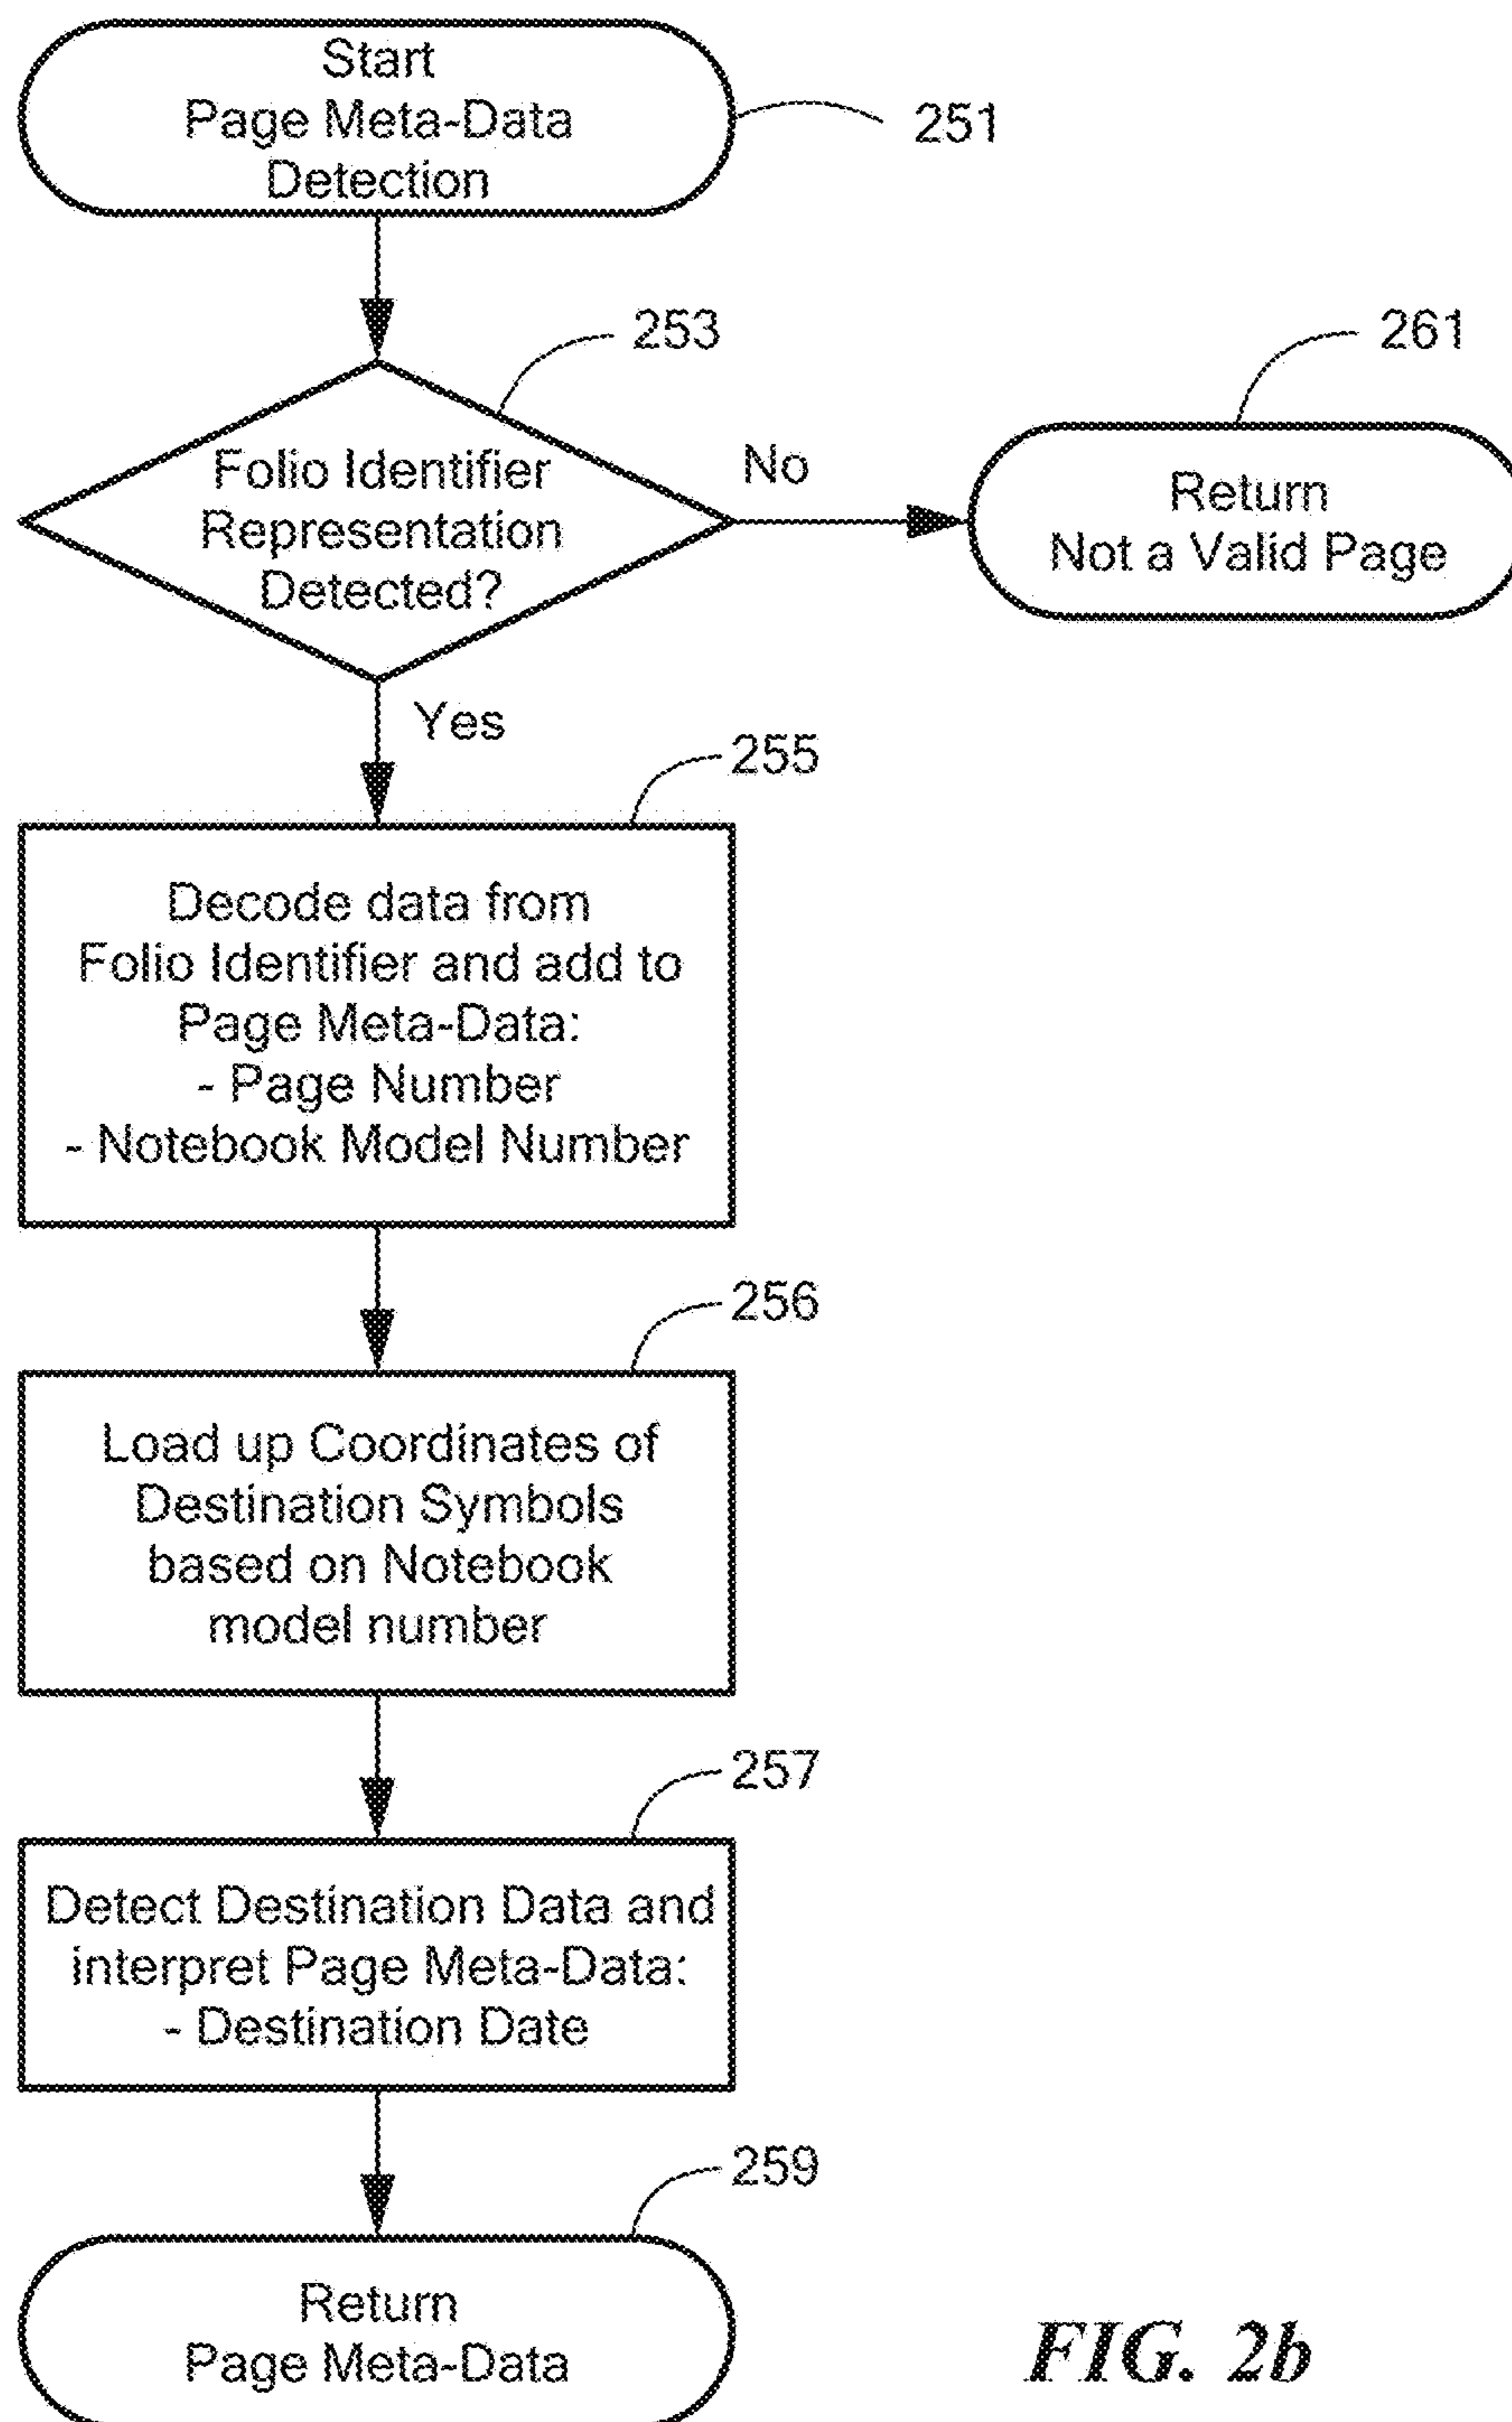 Start
Page Meta-Data
Detection
251
253
261
Folio Identifier
Representation
Detected?
No
Return
Not a Valid Page
Yes
255
Decode data from
Folio Identifier and add to
Page Meta-Data:
- Page Number
- Notebook Model Number
256
Load up Coordinates of
Destination Symbols
based on Notebook
model number
257
Detect Destination Data and
interpret Page Meta-Data:
- Destination Date
259
Return
Page Meta-Data
FIG. 2b